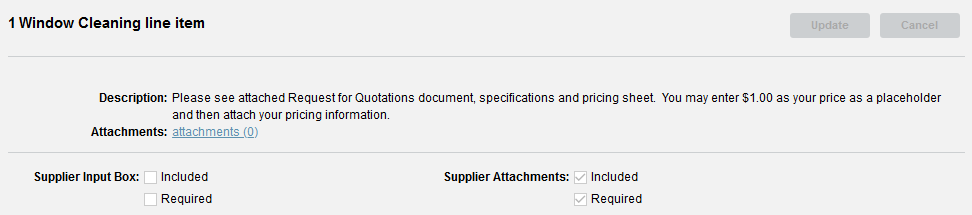 1 Window Cleaning line item
Update Cancel
Description: Please see attached Request for Quotations document, specifications and pricing sheet. You may enter $1.00 as your price as a placeholder
and then attach your pricing information.
Attachments: attachments (0)
Supplier Input Box: Included Supplier Attachments: Included
Required Required